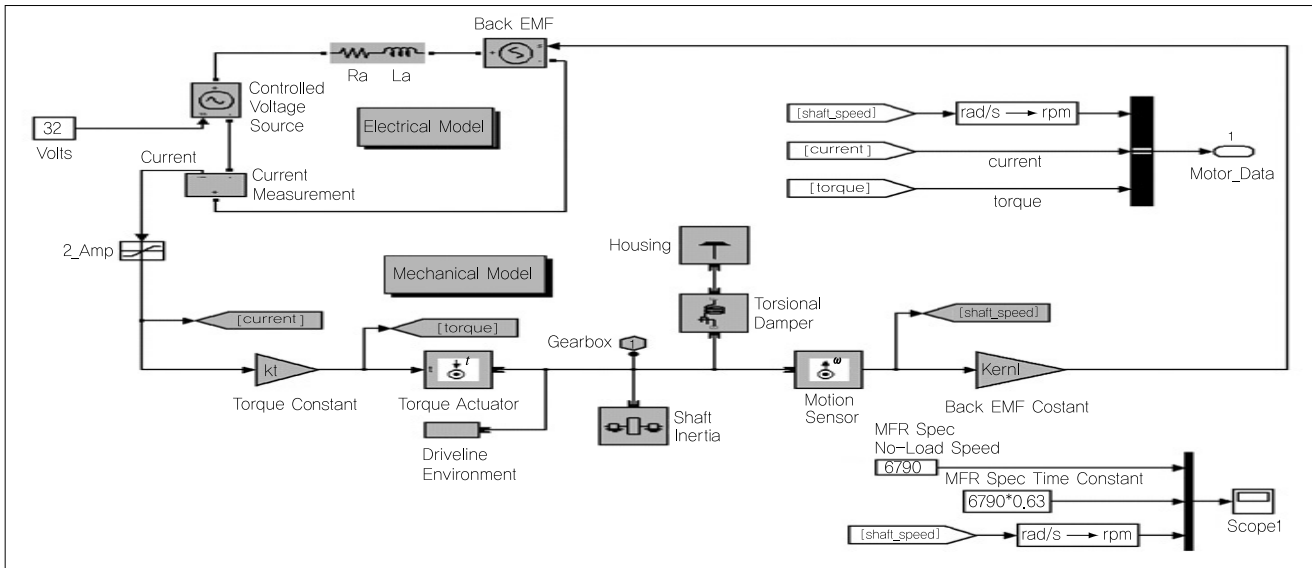 Back EMF
Ra
La
Controlled
Voltage
Source
32
Volts
Electrical Model
Current
Current
Measurement
[shaft_speed]
rad/s → rpm
[current]
current
[torque]
torque
1
Motor_Data
2_Amp
Housing
Mechanical Model
Torsional
Damper
[current]
[torque]
[shaft_speed]
Gearbox
1
kt
t
ω
Kernl
Torque Constant
Torque Actuator
Shaft
Inertia
Motion
Sensor
Back EMF Costant
Driveline
Environment
MFR Spec
No-Load Speed
6790
MFR Spec Time Constant
6790*0.63
[shaft_speed]
rad/s → rpm
Scope1